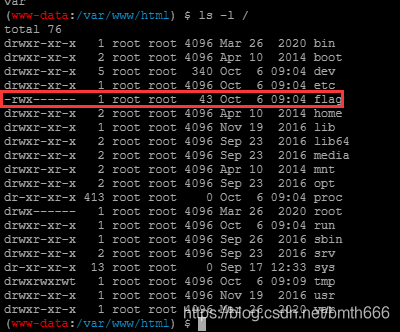 var
(www-data:/var/www/html) $ ls -l /
total 76
drwxr-xr-x 1 root root 4096 Mar 26 2020 bin
drwxr-xr-x 2 root root 4096 Apr 10 2014 boot
drwxr-xr-x 5 root root 340 Oct 6 09:04 dev
drwxr-xr-x 1 root root 4096 Oct 6 09:04 etc
-rwx------ 1 root root 43 Oct 6 09:04 flag
drwxr-xr-x 2 root root 4096 Apr 10 2014 home
drwxr-xr-x 1 root root 4096 Nov 19 2016 lib
drwxr-xr-x 2 root root 4096 Sep 23 2016 lib64
drwxr-xr-x 2 root root 4096 Sep 23 2016 media
drwxr-xr-x 2 root root 4096 Apr 10 2014 mnt
drwxr-xr-x 2 root root 4096 Sep 23 2016 opt
dr-xr-xr-x 413 root root 0 Oct 6 09:04 proc
drwx------ 1 root root 4096 Mar 26 2020 root
drwxr-xr-x 1 root root 4096 Oct 6 09:04 run
drwxr-xr-x 1 root root 4096 Sep 26 2016 sbin
drwxr-xr-x 2 root root 4096 Sep 23 2016 srv
dr-xr-xr-x 13 root root 0 Sep 17 12:33 sys
drwxrwxrwt 1 root root 4096 Oct 6 09:09 tmp
drwxr-xr-x 1 root root 4096 Nov 19 2016 usr
drwxr-xr-x 1 root root 4096 Mar 26 2020 var
https://blog.csdn.net/bmth666
(www-data:/var/www/html) $